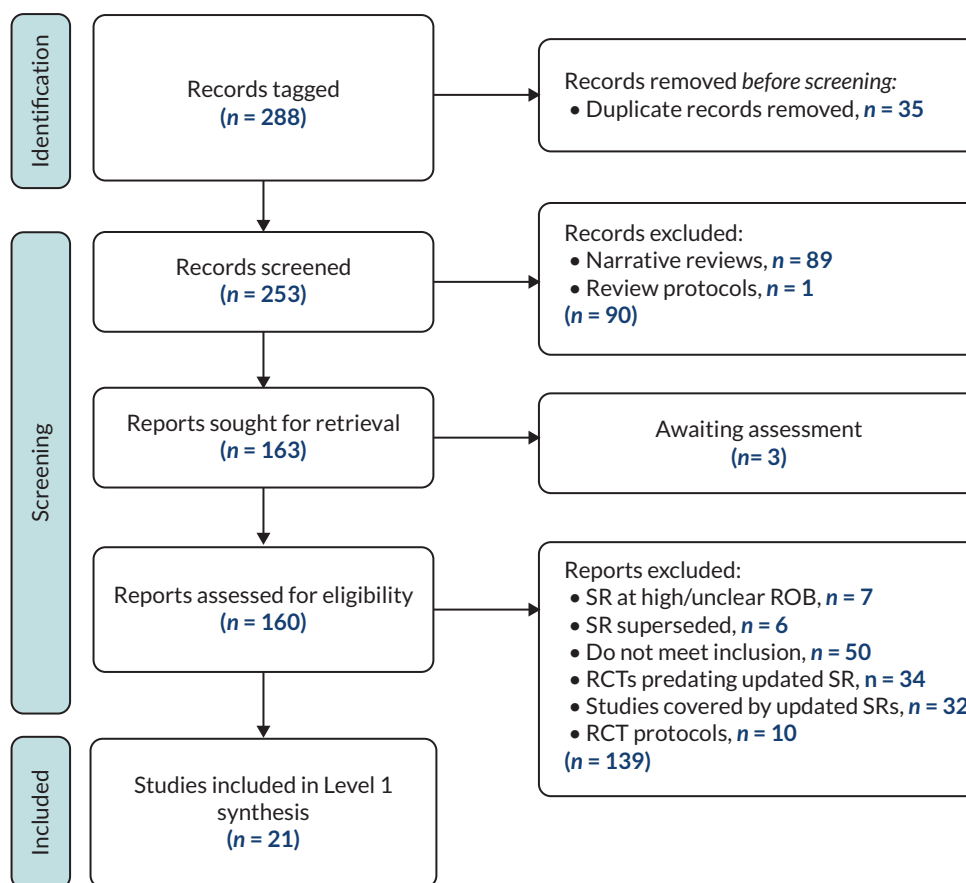 Identification
Records tagged
(n = 288)
Records removed before screening:
• Duplicate records removed, n = 35
Screening
Records screened
(n = 253)
Records excluded:
• Narrative reviews, n = 89
• Review protocols, n = 1
(n = 90)
Reports sought for retrieval
(n = 163)
Awaiting assessment
(n= 3)
Reports assessed for eligibility
(n = 160)
Reports excluded:
• SR at high/unclear ROB, n = 7
• SR superseded, n = 6
• Do not meet inclusion, n = 50
• RCTs predating updated SR, n = 34
• Studies covered by updated SRs, n = 32
• RCT protocols, n = 10
(n = 139)
Included
Studies included in Level 1
synthesis
(n = 21)